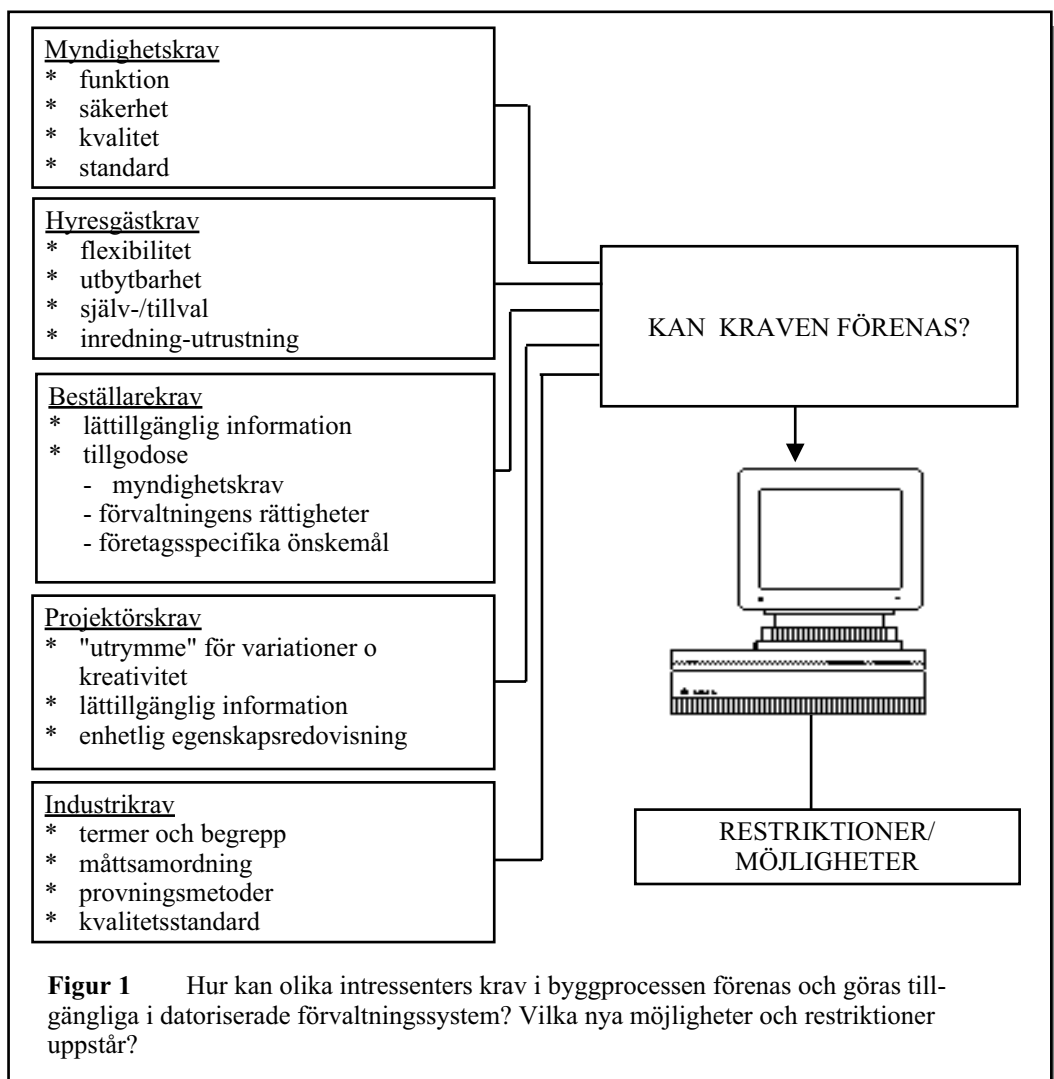 Myndighetskrav
* funktion
* säkerhet
* kvalitet
* standard
Hyresgästkrav
* flexibilitet
* utbytbarhet
* själv-/tillval
* inredning-utrustning
Beställarekrav
* lättillgänglig information
* tillgodose
- myndighetskrav
- förvaltningens rättigheter
- företagsspecifika önskemål
Projektörskrav
* "utrymme" för variationer o
kreativitet
* lättillgänglig information
* enhetlig egenskapsredovisning
Industrikrav
* termer och begrepp
* måttsamordning
* provningsmetoder
* kvalitetsstandard
KAN KRAVEN FÖRENAS?
RESTRIKTIONER/
MÖJLIGHETER
Figur 1 Hur kan olika intressenters krav i byggprocessen förenas och göras till-
gängliga i datoriserade förvaltningssystem? Vilka nya möjligheter och restriktioner
uppstår?